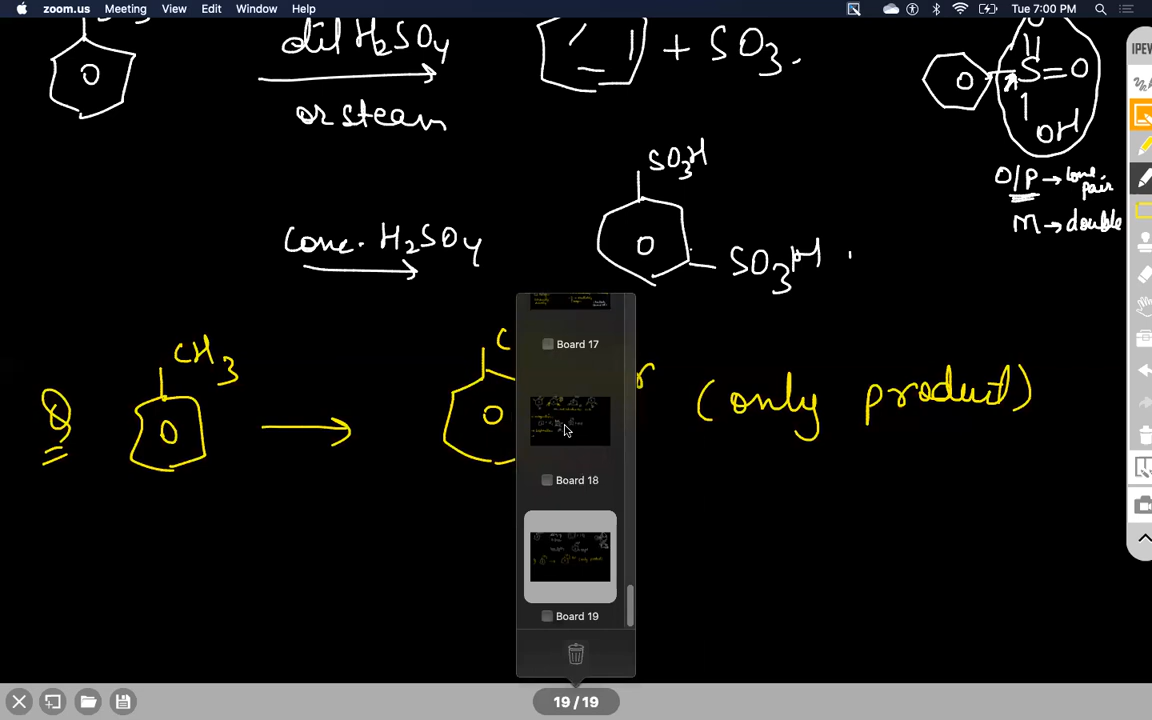 zoom.us Meeting View Edit Window Help Tue 7:00 PM
dil H2SO4
or steam
+ SO3.
IPEV
S=O
OH
O/P → lone pair
M → double
SO3H
conc. H2SO4
SO3H
Board 17
CH3
C
r
(only product)
Q
Board 18
Board 19
19 / 19